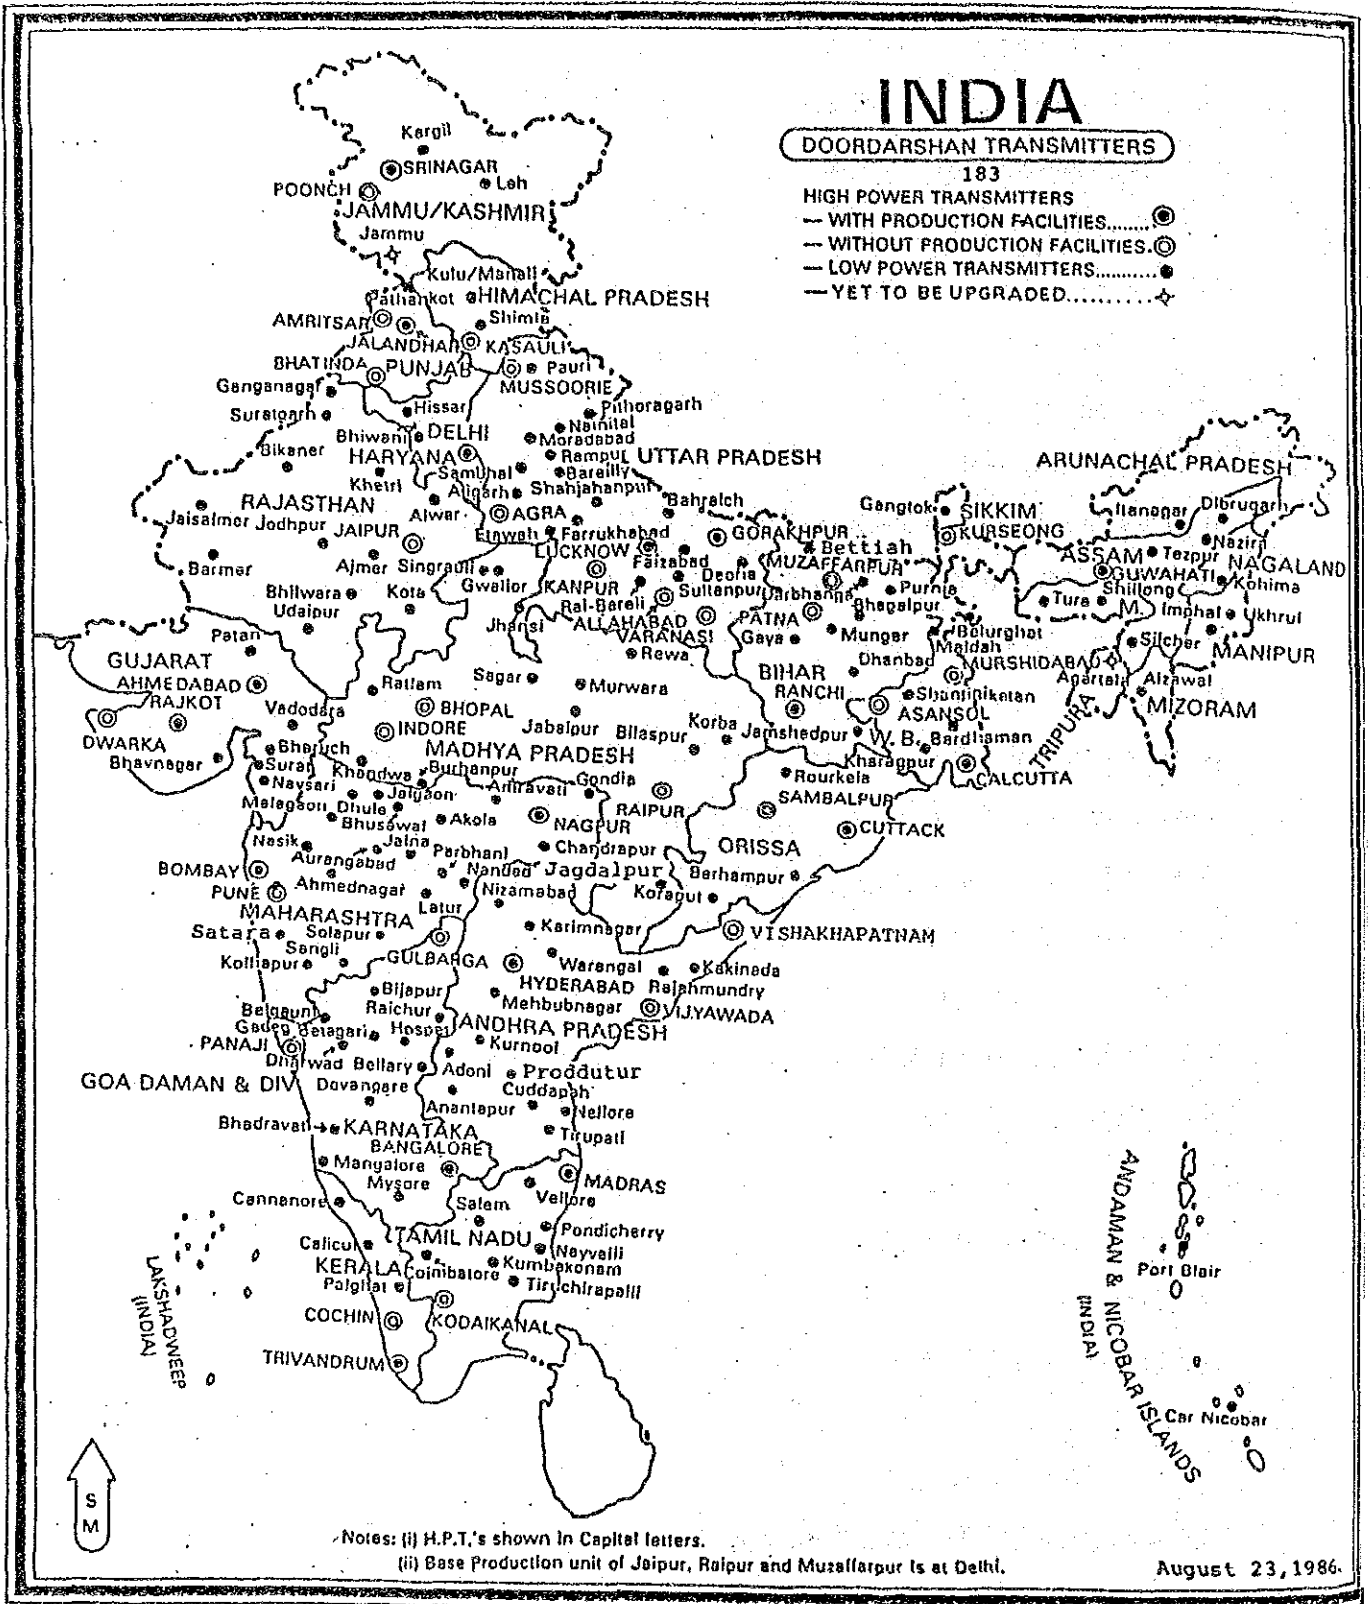 INDIA
DOORDARSHAN TRANSMITTERS
183
HIGH POWER TRANSMITTERS
— WITH PRODUCTION FACILITIES........
— WITHOUT PRODUCTION FACILITIES.
— LOW POWER TRANSMITTERS...........
— YET TO BE UPGRADED..........
Kargil
SRINAGAR
Leh
POONCH
JAMMU/KASHMIR
Jammu
Kulu/Manali
Pathankot
HIMACHAL PRADESH
AMRITSAR
Shimla
JALANDHAR
KASAULI
BHATINDA
PUNJAB
Pauri
Ganganagar
MUSSOORIE
Suratgarh
Hissar
Pithoragarh
Nainital
Bhiwani
DELHI
Moradabad
Bikaner
HARYANA
Rampur
UTTAR PRADESH
Sambhal
Bareilly
Khetri
Aligarh
Shahjahanpur
ARUNACHAL PRADESH
RAJASTHAN
Bahraich
Jaisalmer
Jodhpur
JAIPUR
Alwar
AGRA
Gangtok
SIKKIM
Itanagar
Dibrugarh
Etawah
Farrukhabad
GORAKHPUR
KURSEONG
LUCKNOW
Bettiah
ASSAM
Tezpur
Nazira
Barmer
Ajmer
Singrauli
Faizabad
Deoria
MUZAFFARPUR
NAGALAND
Gwalior
KANPUR
Sultanpur
Darbhanga
Purnia
GUWAHATI
Kohima
Bhilwara
Kota
Rai-Bareli
Bhagalpur
Shillong
Udaipur
Jhansi
ALLAHABAD
PATNA
Tura
M.
Imphal
Ukhrul
Patan
VARANASI
Gaya
Mungar
Balurghat
Maldah
Silcher
GUJARAT
Rewa
Dhanbad
MURSHIDABAD
MANIPUR
AHMEDABAD
Sagar
Murwara
BIHAR
Agartala
Aizawal
RAJKOT
Ratlam
RANCHI
Shantiniketan
MIZORAM
Vadodara
BHOPAL
ASANSOL
TRIPURA
DWARKA
INDORE
Jabalpur
Bilaspur
Korba
Jamshedpur
W. B.
Bardhaman
Bhavnagar
Bharuch
MADHYA PRADESH
Kharagpur
Surat
Khandwa
Burhanpur
Gondia
Rourkela
CALCUTTA
Navsari
Jalgaon
Amravati
RAIPUR
SAMBALPUR
Malegaon
Dhule
Bhusawal
Akola
NAGPUR
CUTTACK
Nasik
Jalna
Chandrapur
ORISSA
Aurangabad
Parbhani
BOMBAY
Nanded
Jagdalpur
Berhampur
PUNE
Ahmednagar
Nizamabad
Koraput
Latur
MAHARASHTRA
Satara
Solapur
Karimnagar
VISHAKHAPATNAM
Sangli
Kolhapur
GULBARGA
Warangal
Kakinada
HYDERABAD
Rajahmundry
Bijapur
Mehbubnagar
VIJYAWADA
Belgaum
Raichur
Gadeg
Betagari
Hospet
ANDHRA PRADESH
PANAJI
Kurnool
Dharwad
Bellary
Adoni
Proddutur
GOA DAMAN & DIV
Davangare
Cuddapah
Anantapur
Nellore
Bhadravati
KARNATAKA
Tirupati
BANGALORE
Mangalore
MADRAS
Mysore
Vellore
Cannanore
Salem
Pondicherry
TAMIL NADU
Calicut
Neyveli
KERALA
Coimbatore
Kumbakonam
Palghat
Tiruchirapalli
COCHIN
KODAIKANAL
TRIVANDRUM
LAKSHADWEEP
(INDIA)
ANDAMAN & NICOBAR ISLANDS
(INDIA)
Port Blair
Car Nicobar
S
M
Notes: (i) H.P.T.'s shown in Capital letters.
(ii) Base Production unit of Jaipur, Raipur and Muzaffarpur is at Delhi.
August 23,1986.